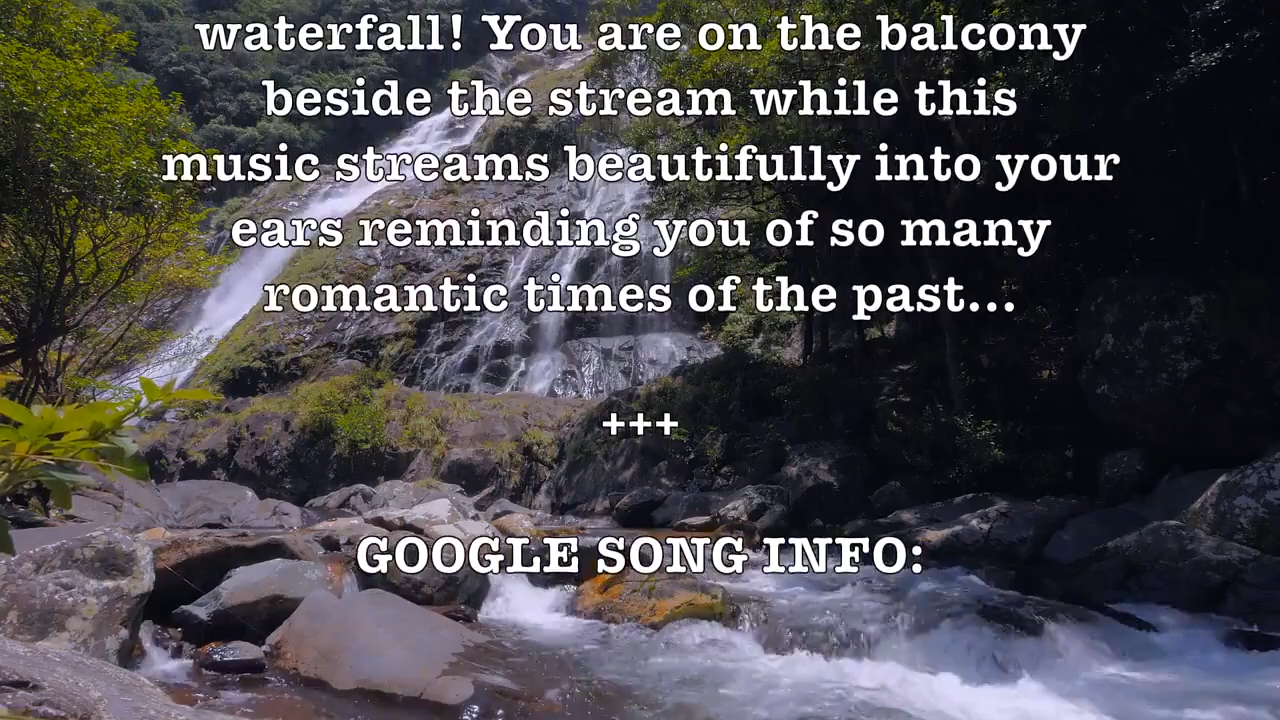 waterfall! You are on the balcony
beside the stream while this
music streams beautifully into your
ears reminding you of so many
romantic times of the past...
+++
GOOGLE SONG INFO: